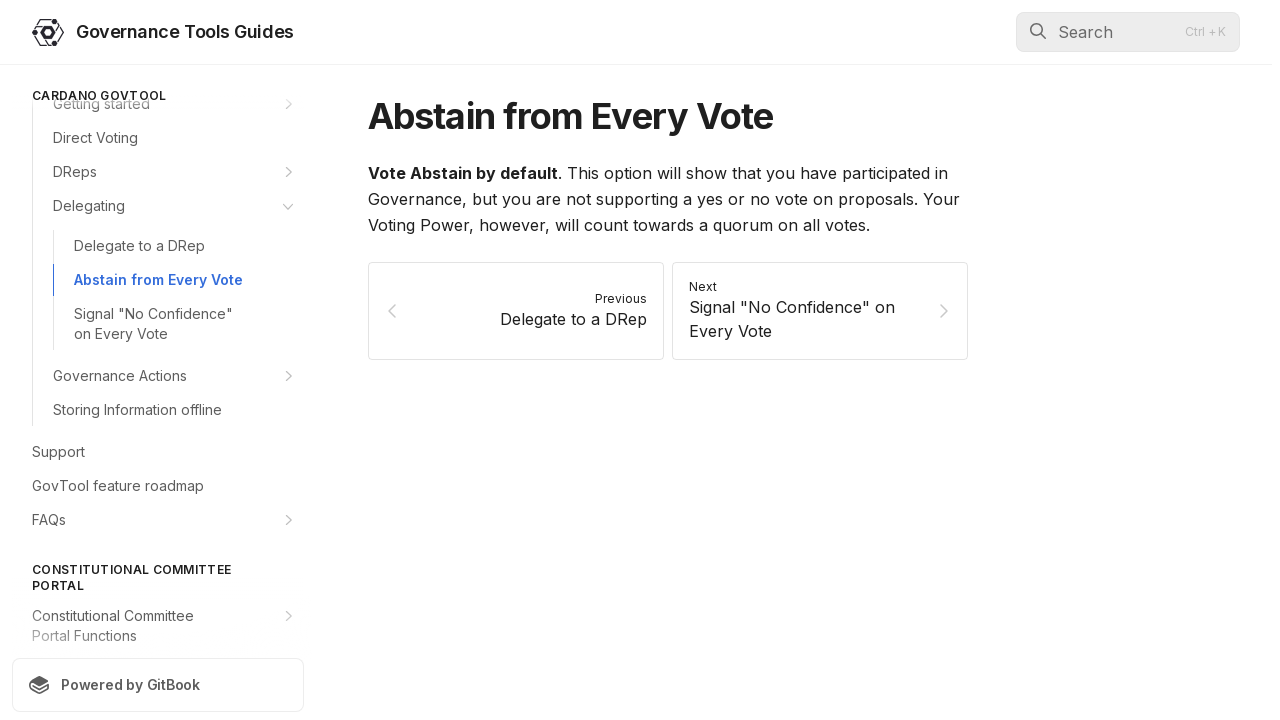 Governance Tools Guides
Search
Ctrl + K
CARDANO GOVTOOL
Getting started
Direct Voting
DReps
Delegating
Delegate to a DRep
Abstain from Every Vote
Signal "No Confidence"
on Every Vote
Governance Actions
Storing Information offline
Support
GovTool feature roadmap
FAQs
CONSTITUTIONAL COMMITTEE
PORTAL
Constitutional Committee
Portal Functions
Powered by GitBook
Abstain from Every Vote
Vote Abstain by default. This option will show that you have participated in
Governance, but you are not supporting a yes or no vote on proposals. Your
Voting Power, however, will count towards a quorum on all votes.
Previous
Delegate to a DRep
Next
Signal "No Confidence" on
Every Vote